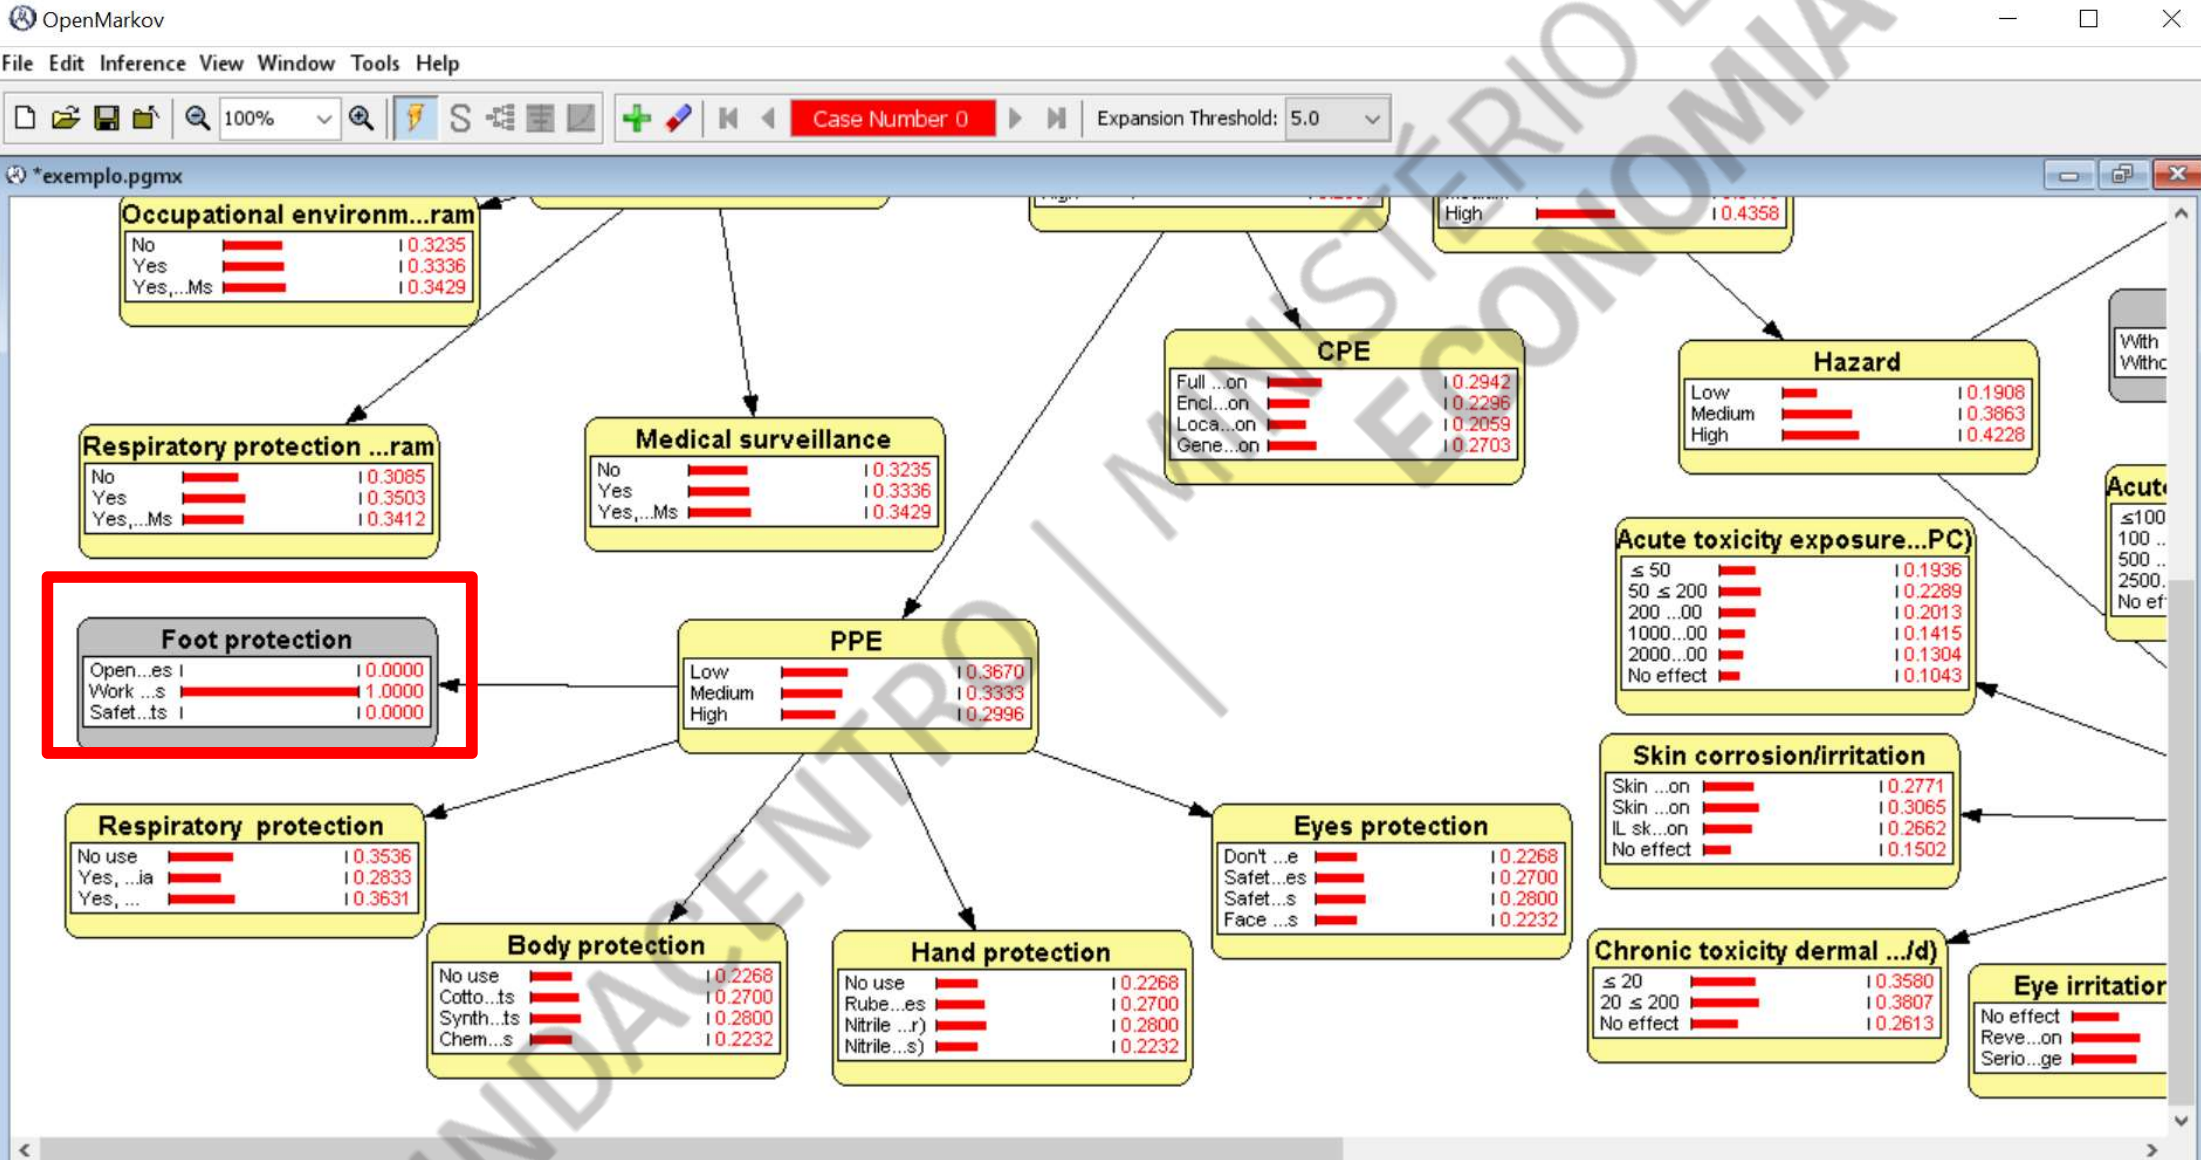 OpenMarkov
File Edit Inference View Window Tools Help
100% S Case Number 0 Expansion Threshold: 5.0
*exemplo.pgmx
Occupational environm...ram
No 0.3235
Yes 0.3336
Yes,...Ms 0.3429
High 0.4358
CPE
Full ...on 0.2942
Encl...on 0.2296
Loca...on 0.2059
Gene...on 0.2703
Hazard
Low 0.1908
Medium 0.3863
High 0.4228
With
Respiratory protection ...ram
No 0.3085
Yes 0.3503
Yes,...Ms 0.3412
Medical surveillance
No 0.3235
Yes 0.3336
Yes,...Ms 0.3429
Acute toxicity exposure...PC)
≤ 50 0.1936
50 ≤ 200 0.2289
200 ...00 0.2013
1000...00 0.1415
2000...00 0.1304
No effect 0.1043
≤100
100 ..
500 ..
2500.
Foot protection
Open...es 0.0000
Work ...s 1.0000
Safet...ts 0.0000
PPE
Low 0.3670
Medium 0.3333
High 0.2996
Skin corrosion/irritation
Skin ...on 0.2771
Skin ...on 0.3065
IL sk...on 0.2662
No effect 0.1502
Respiratory protection
No use 0.3536
Yes, ...ia 0.2833
Yes, ... 0.3631
Eyes protection
Don't ...e 0.2268
Safet...es 0.2700
Safet...s 0.2800
Face ...s 0.2232
Body protection
No use 0.2268
Cotto...ts 0.2700
Synth...ts 0.2800
Chem...s 0.2232
Hand protection
No use 0.2268
Rube...es 0.2700
Nitrile ...r) 0.2800
Nitrile...s) 0.2232
Chronic toxicity dermal .../d)
≤ 20 0.3580
20 ≤ 200 0.3807
No effect 0.2613
Eye irritation
No effect
Reve...on
Serio...ge
NDACENTRO | MINISTÉRIO
ECONOMIA